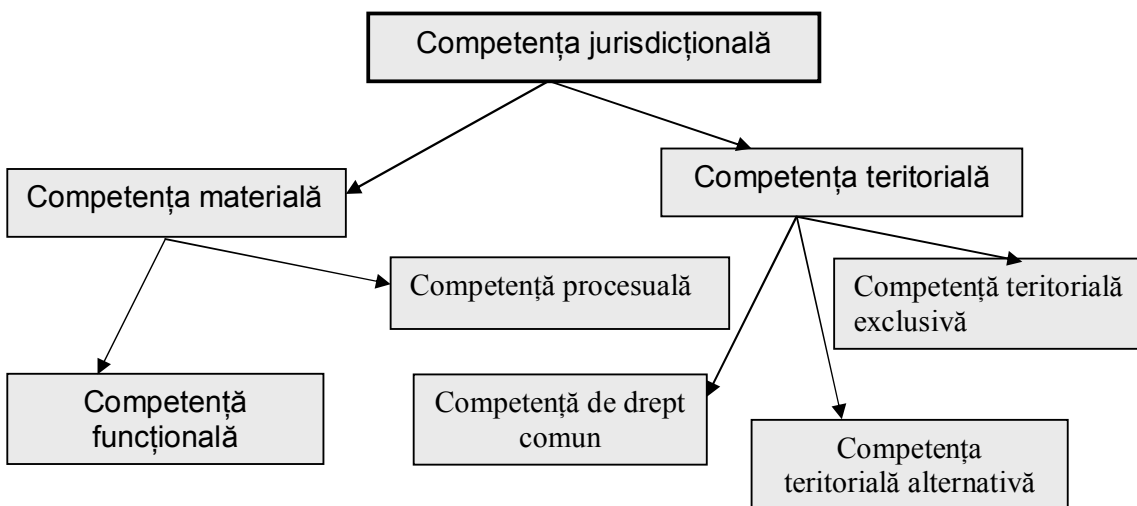 Competența jurisdicțională
Competența materială
Competența teritorială
Competență procesuală
Competență teritorială
exclusivă
Competență
funcțională
Competență de drept
comun
Competența
teritorială alternativă